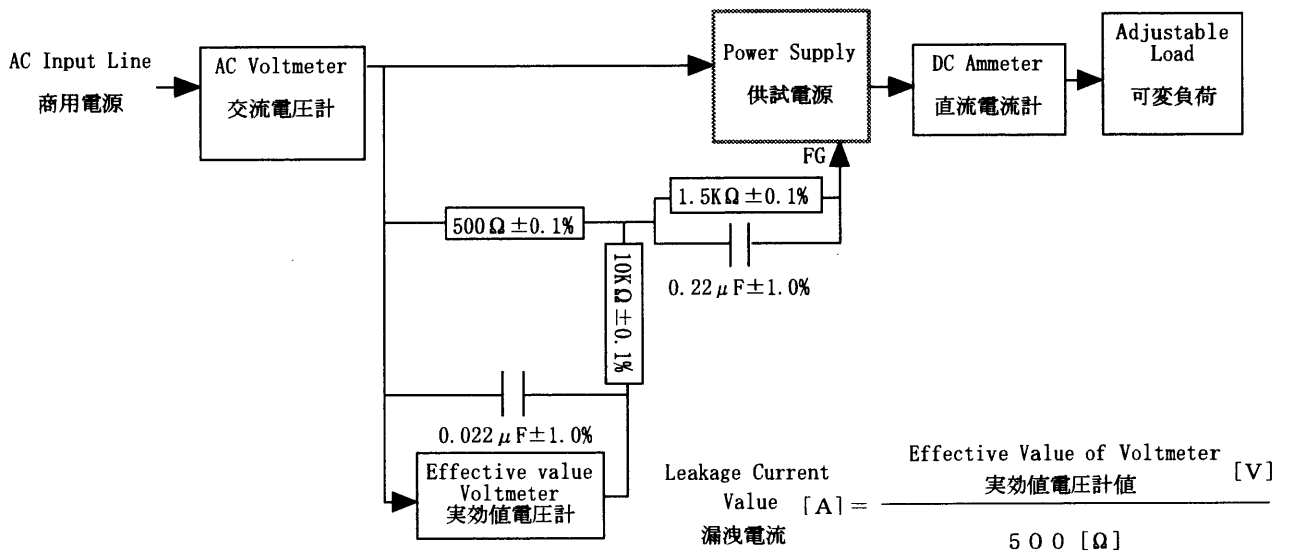 AC Input Line
商用電源
AC Voltmeter
交流電圧計
Power Supply
供試電源
DC Ammeter
直流電流計
Adjustable
Load
可変負荷
FG
500Ω±0.1%
1.5KΩ±0.1%
0.22μF±1.0%
10KΩ±0.1%
0.022μF±1.0%
Effective value
Voltmeter
実効値電圧計
Leakage Current
Value [A]=
漏洩電流
Effective Value of Voltmeter
実効値電圧計値 [V]
500[Ω]